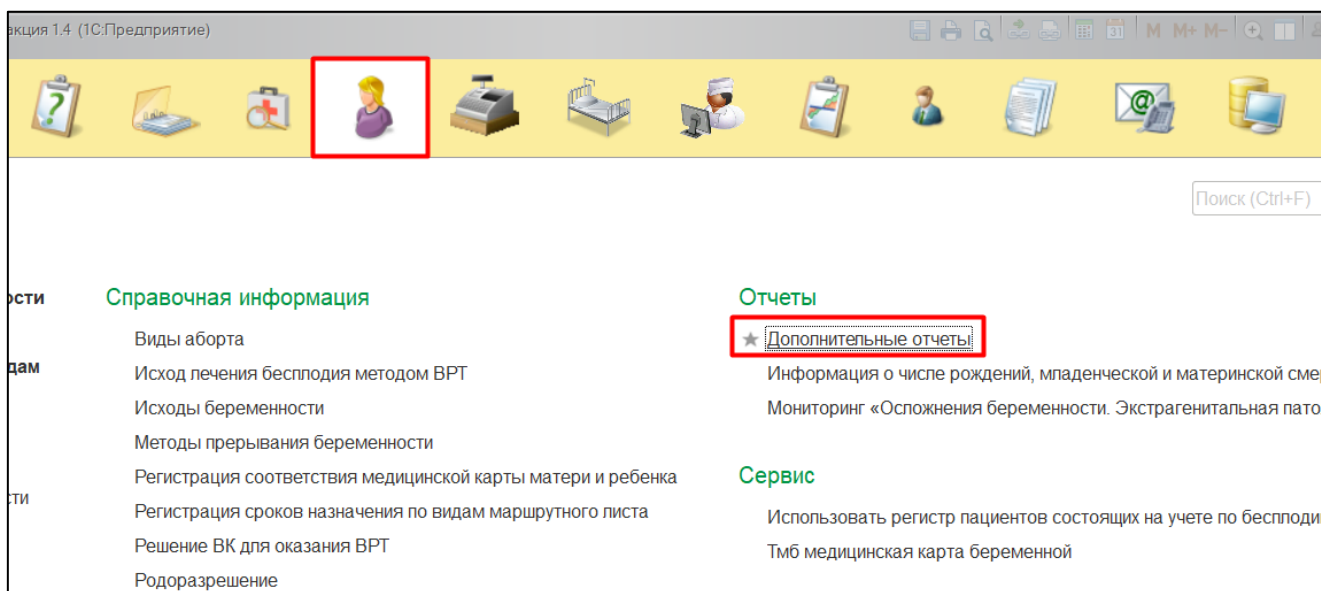 акция 1.4 (1С:Предприятие)
31 M M+ M-
Поиск (Ctrl+F)
ости
дам
сти
Справочная информация
Виды аборта
Исход лечения бесплодия методом ВРТ
Исходы беременности
Методы прерывания беременности
Регистрация соответствия медицинской карты матери и ребенка
Регистрация сроков назначения по видам маршрутного листа
Решение ВК для оказания ВРТ
Родоразрешение
Отчеты
Дополнительные отчеты
Информация о числе рождений, младенческой и материнской сме
Мониторинг «Осложнения беременности. Экстрагенитальная пато
Сервис
Использовать регистр пациентов состоящих на учете по бесплоди
Тмб медицинская карта беременной